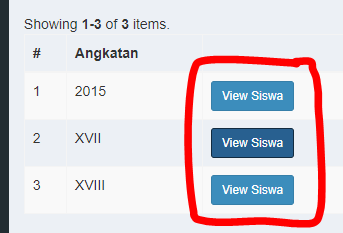 Showing 1-3 of 3 items.
# Angkatan
1 2015 View Siswa
2 XVII View Siswa
3 XVIII View Siswa